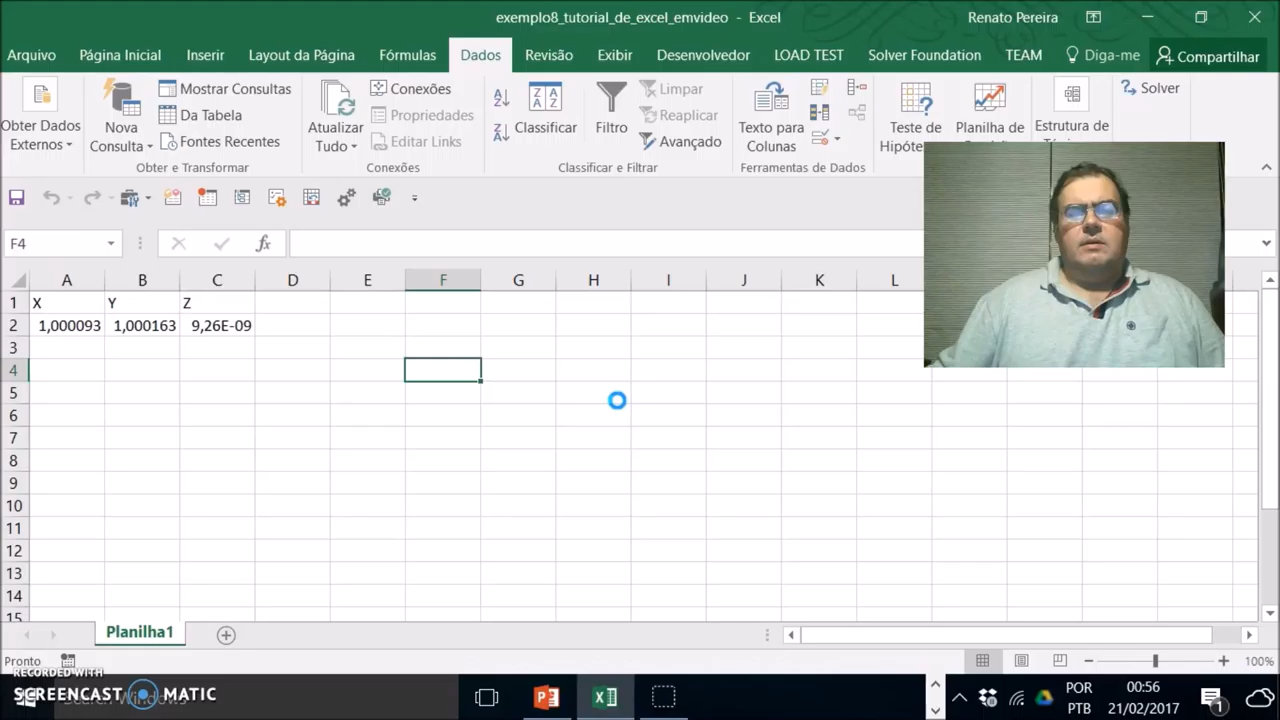 exemplo8_tutorial_de_excel_emvideo - Excel
Renato Pereira
Arquivo Página Inicial Inserir Layout da Página Fórmulas Dados Revisão Exibir Desenvolvedor LOAD TEST Solver Foundation TEAM Diga-me Compartilhar
Obter Dados Externos
Nova Consulta
Mostrar Consultas
Da Tabela
Fontes Recentes
Obter e Transformar
Atualizar Tudo
Conexões
Propriedades
Editar Links
Conexões
Classificar
Filtro
Limpar
Reaplicar
Avançado
Classificar e Filtrar
Texto para Colunas
Ferramentas de Dados
Teste de
Planilha de
Estrutura de
Solver
F4
fx
A B C D E F G H I J K L
1 X Y Z
2 1,000093 1,000163 9,26E-09
3
4
5
6
7
8
9
10
11
12
13
14
15
Planilha1
Pronto
100%
RECORDED WITH
SCREENCAST MATIC
Search Windows
POR
PTB
00:56
21/02/2017
1